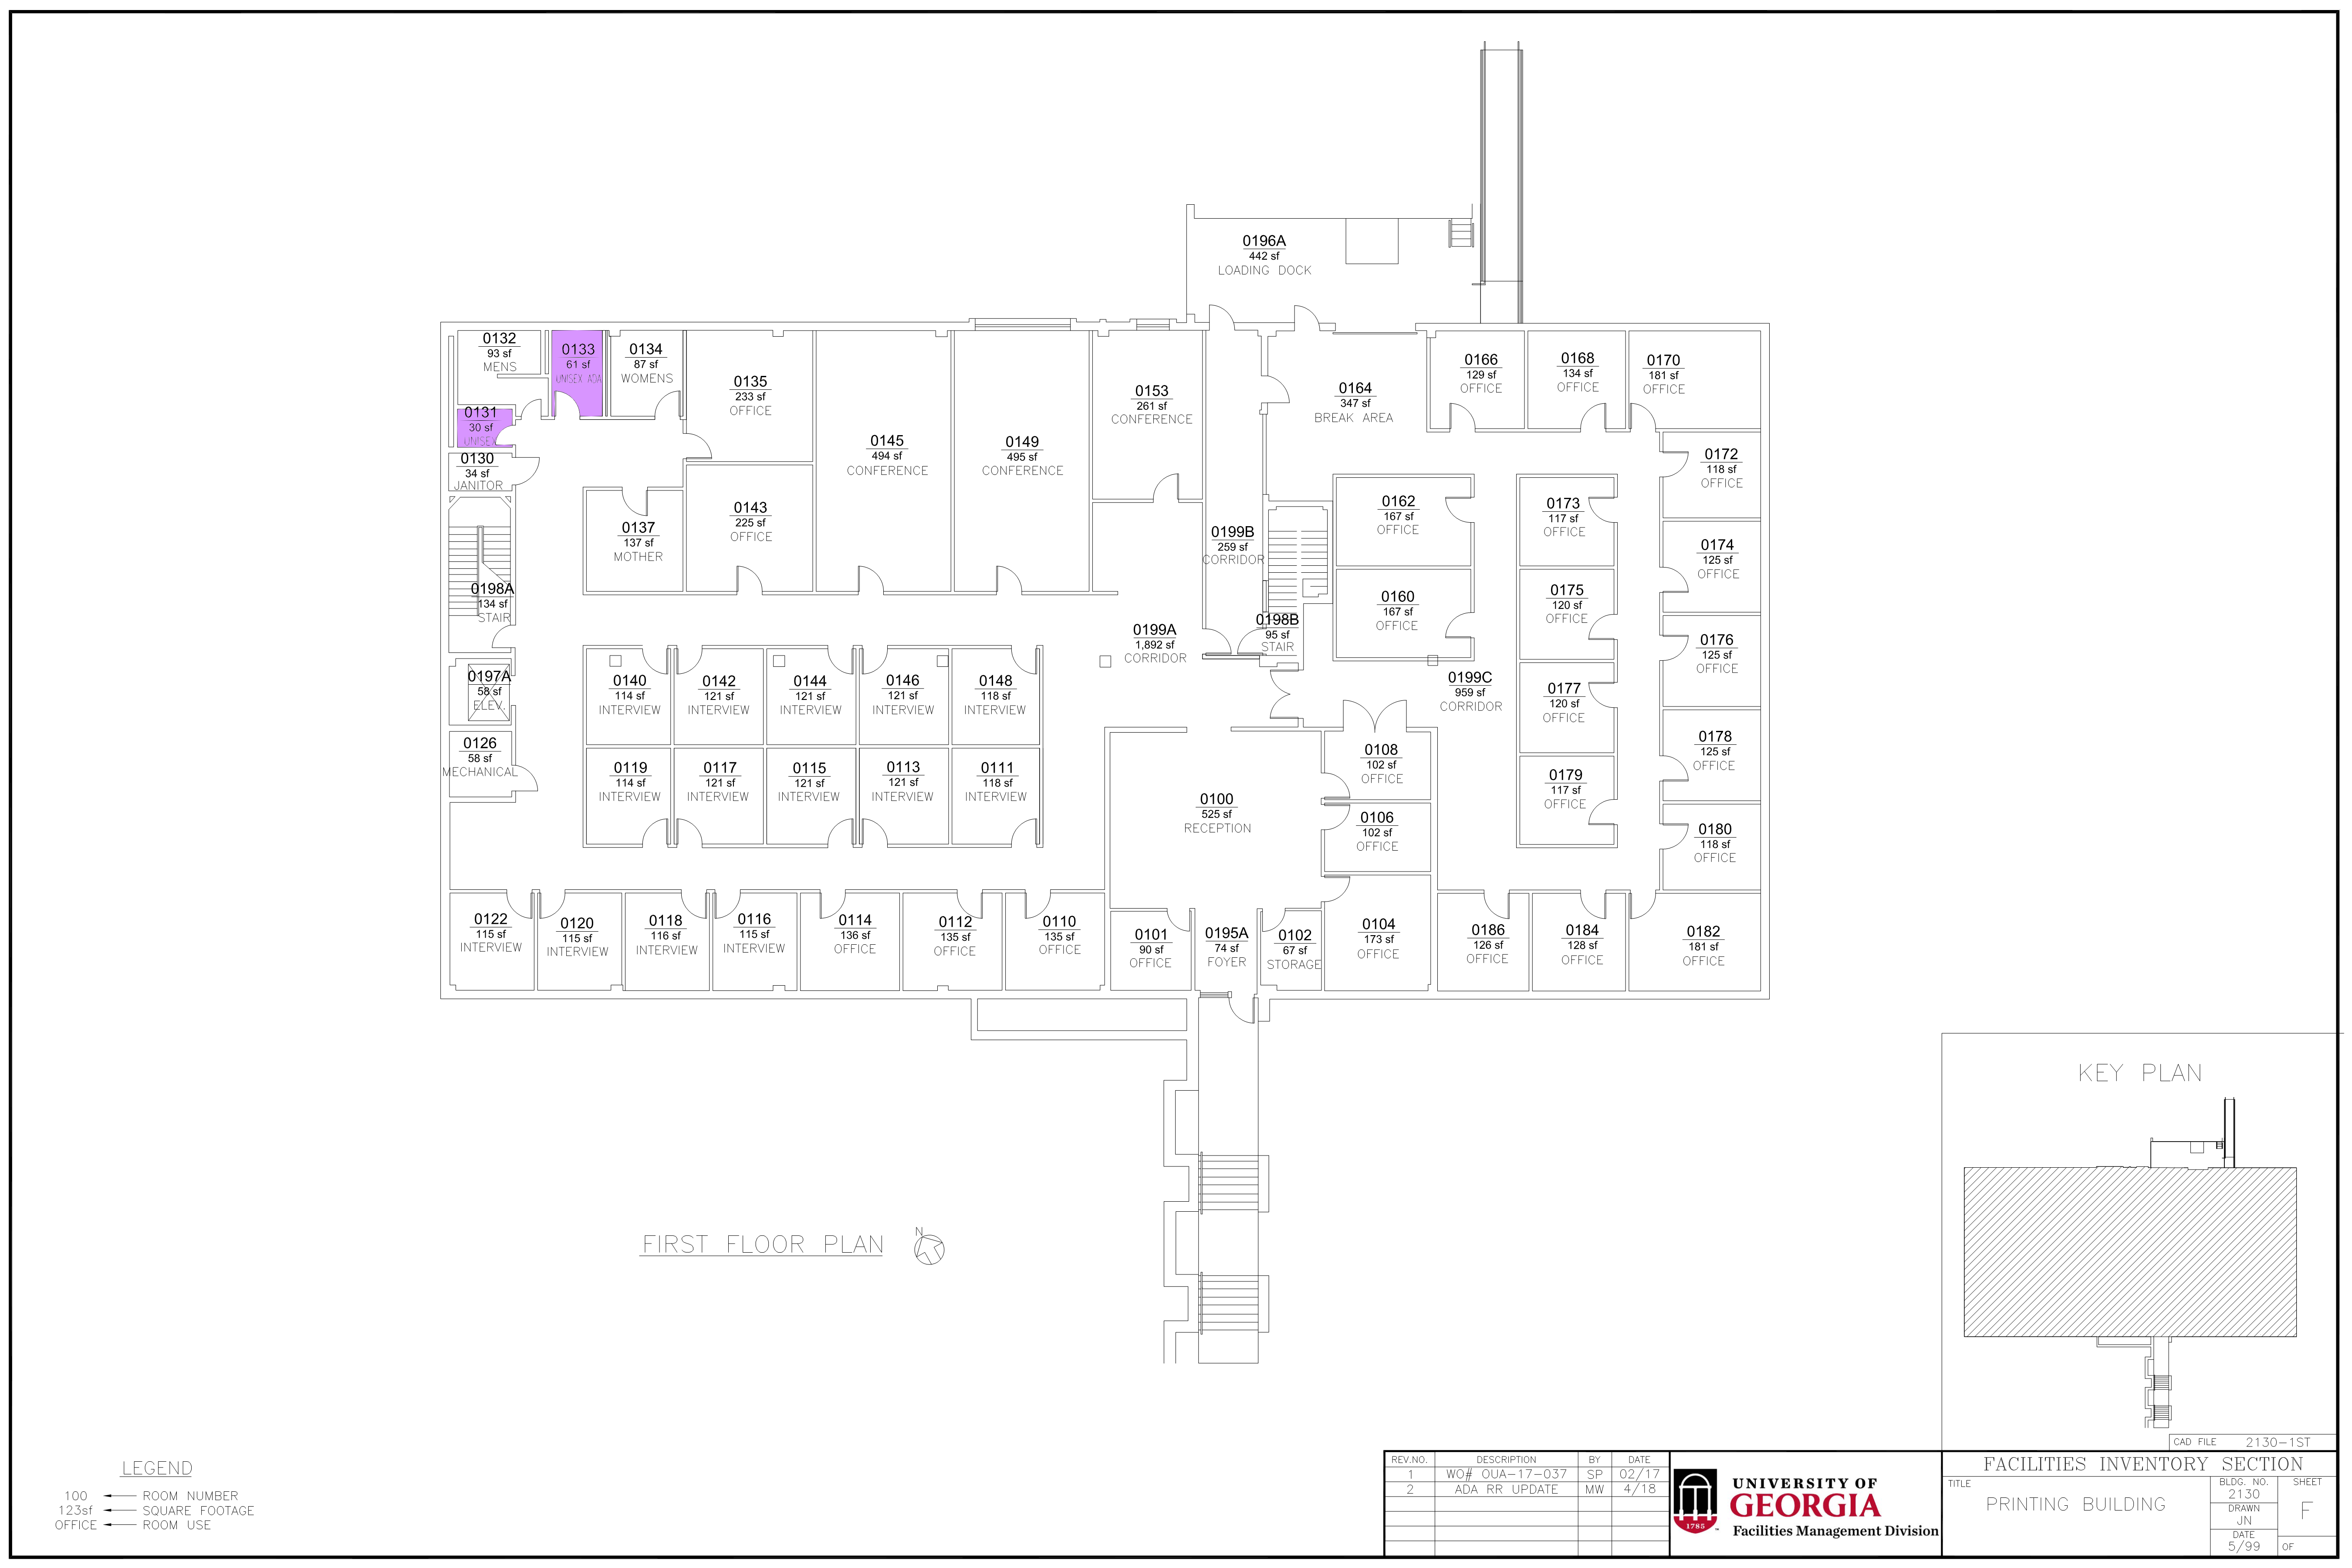 0196A
442 sf
LOADING DOCK
0132
93 sf
MENS
0133
61 sf
UNISEX ADA
0134
87 sf
WOMENS
0135
233 sf
OFFICE
0145
494 sf
CONFERENCE
0149
495 sf
CONFERENCE
0153
261 sf
CONFERENCE
0164
347 sf
BREAK AREA
0166
129 sf
OFFICE
0168
134 sf
OFFICE
0170
181 sf
OFFICE
0131
30 sf
UNISEX
0130
34 sf
JANITOR
0137
137 sf
MOTHER
0143
225 sf
OFFICE
0199B
259 sf
CORRIDOR
0162
167 sf
OFFICE
0173
117 sf
OFFICE
0172
118 sf
OFFICE
0174
125 sf
OFFICE
0198A
134 sf
STAIR
0160
167 sf
OFFICE
0175
120 sf
OFFICE
0199A
1,892 sf
CORRIDOR
0198B
95 sf
STAIR
0176
125 sf
OFFICE
0197A
58 sf
ELEV.
0140
114 sf
INTERVIEW
0142
121 sf
INTERVIEW
0144
121 sf
INTERVIEW
0146
121 sf
INTERVIEW
0148
118 sf
INTERVIEW
0199C
959 sf
CORRIDOR
0177
120 sf
OFFICE
0178
125 sf
OFFICE
0126
58 sf
MECHANICAL
0119
114 sf
INTERVIEW
0117
121 sf
INTERVIEW
0115
121 sf
INTERVIEW
0113
121 sf
INTERVIEW
0111
118 sf
INTERVIEW
0100
525 sf
RECEPTION
0108
102 sf
OFFICE
0106
102 sf
OFFICE
0179
117 sf
OFFICE
0180
118 sf
OFFICE
0122
115 sf
INTERVIEW
0120
115 sf
INTERVIEW
0118
116 sf
INTERVIEW
0116
115 sf
INTERVIEW
0114
136 sf
OFFICE
0112
135 sf
OFFICE
0110
135 sf
OFFICE
0101
90 sf
OFFICE
0195A
74 sf
FOYER
0102
67 sf
STORAGE
0104
173 sf
OFFICE
0186
126 sf
OFFICE
0184
128 sf
OFFICE
0182
181 sf
OFFICE
KEY PLAN
FIRST FLOOR PLAN
N
LEGEND
100 ROOM NUMBER
123sf SQUARE FOOTAGE
OFFICE ROOM USE
CAD FILE 2130-1ST
REV.NO. DESCRIPTION BY DATE
1 WO# OUA-17-037 SP 02/17
2 ADA RR UPDATE MW 4/18
1785
UNIVERSITY OF
GEORGIA
Facilities Management Division
FACILITIES INVENTORY SECTION
TITLE
PRINTING BUILDING
BLDG. NO.
2130
DRAWN
JN
DATE
5/99
SHEET
F
OF